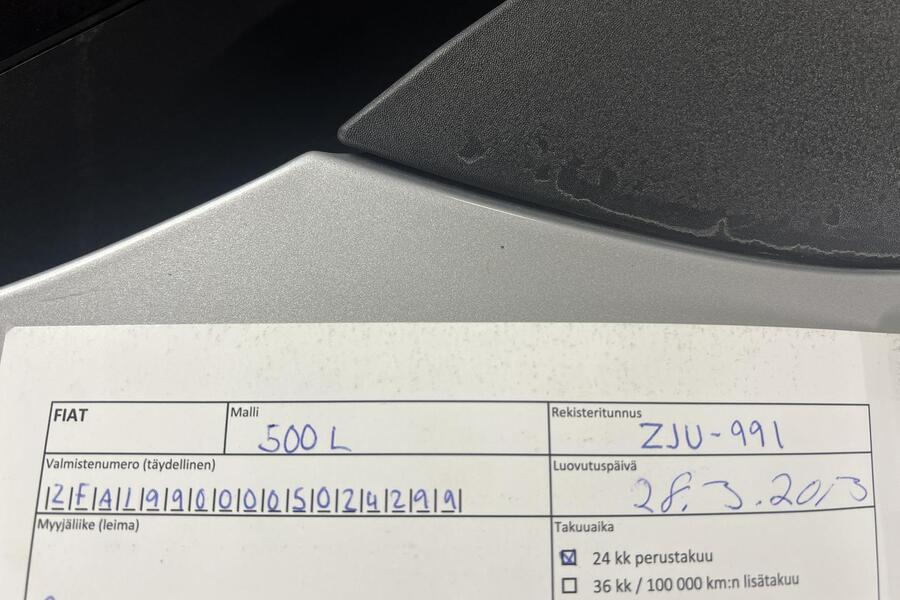 FIAT
Malli
500 L
Rekisteritunnus
ZJU-991
Valmistenumero (täydellinen)
ZFA19900005024299
Luovutuspäivä
28.3.2013
Myyjäliike (leima)
Takuuaika
24 kk perustakuu
36 kk / 100 000 km:n lisätakuu